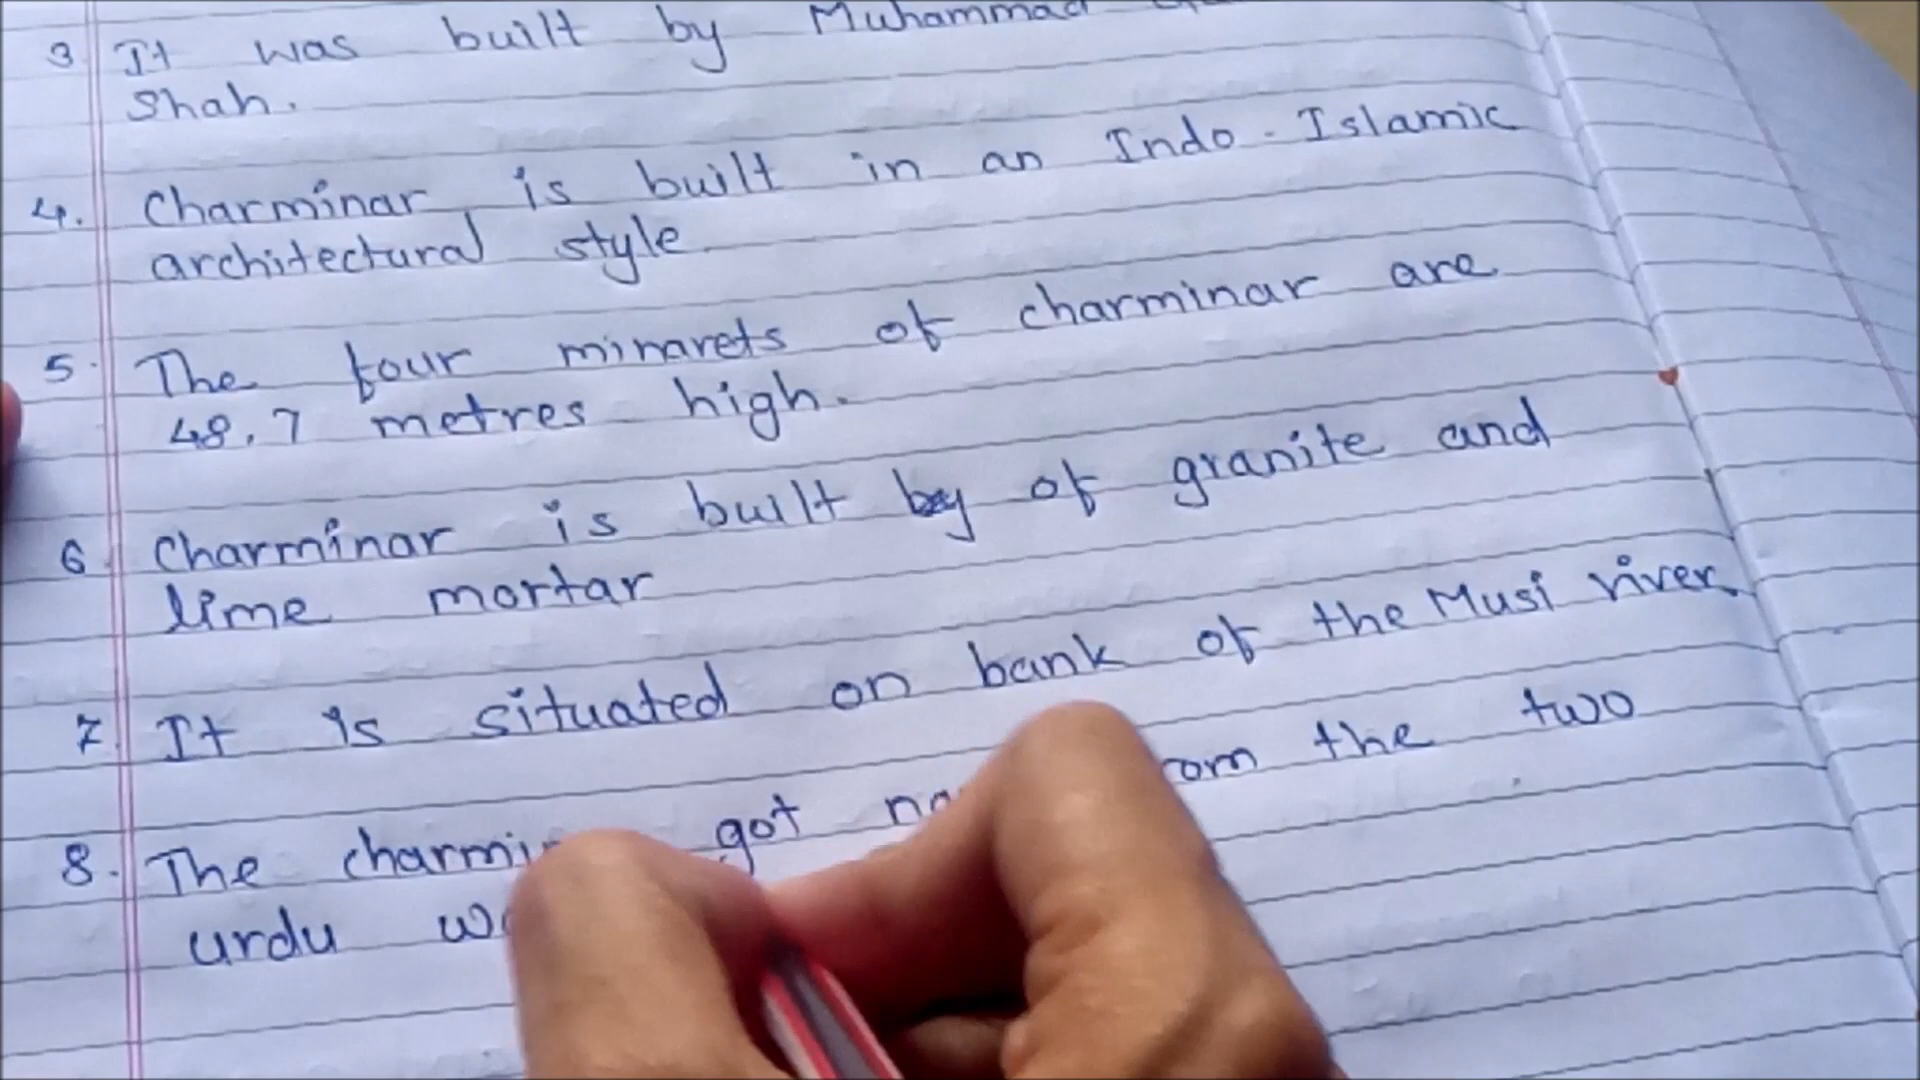 3 It was built by Muhammad
Shah.
4. Charminar is built in an Indo-Islamic
architectural style
5. The four minarets of charminar are
48.7 metres high.
6. Charminar is built by of granite and
lime mortar
7. It is situated on bank of the Musi river
8. The got the two
urdu